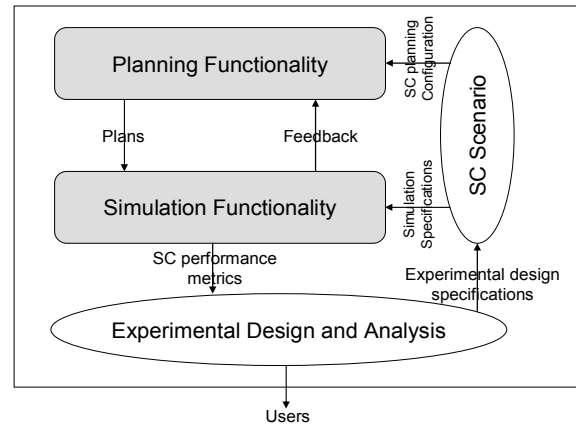 Planning Functionality
SC planning
Configuration
Plans
Feedback
SC Scenario
Simulation Functionality
Simulation
Specifications
SC performance
metrics
Experimental design
specifications
Experimental Design and Analysis
Users